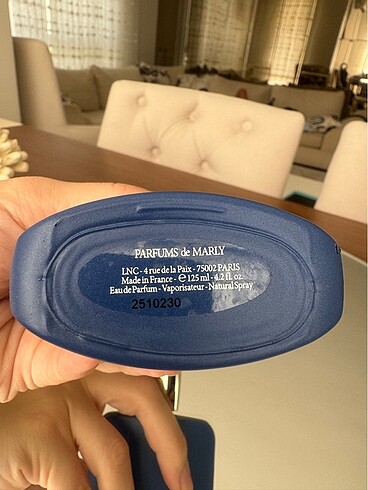 PARFUMS de MARLY
LNC - 4 rue de la Paix - 75002 PARIS
Made in France - ℮ 125 ml - 4.2 fl. oz.
Eau de Parfum - Vaporisateur - Natural Spray
2510230